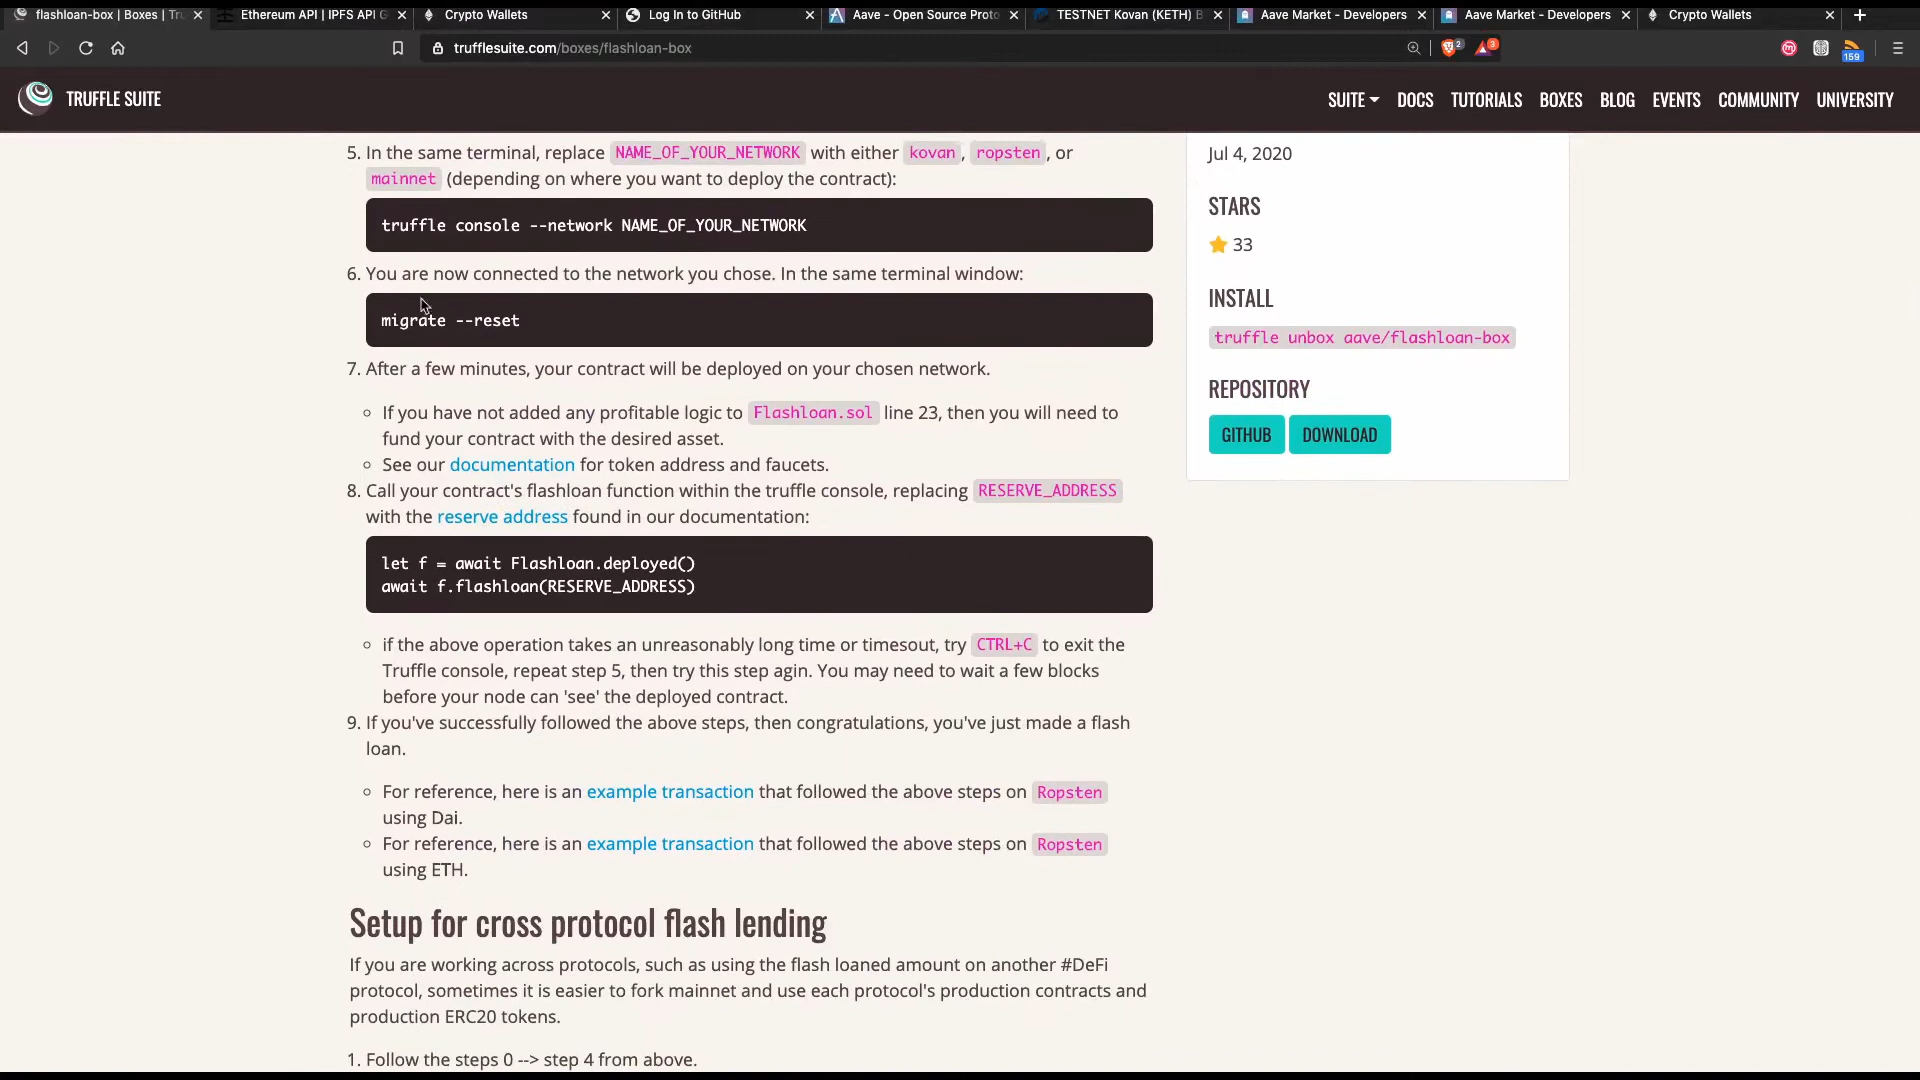 flashloan-box | Boxes | Tru
Ethereum API | IPFS API G
Crypto Wallets
Log In to GitHub
Aave - Open Source Proto
TESTNET Kovan (KETH) B
Aave Market - Developers
Aave Market - Developers
Crypto Wallets
trufflesuite.com/boxes/flashloan-box
2
3
159
TRUFFLE SUITE
SUITE
DOCS
TUTORIALS
BOXES
BLOG
EVENTS
COMMUNITY
UNIVERSITY
5. In the same terminal, replace NAME_OF_YOUR_NETWORK with either kovan, ropsten, or
mainnet (depending on where you want to deploy the contract):
truffle console --network NAME_OF_YOUR_NETWORK
6. You are now connected to the network you chose. In the same terminal window:
migrate --reset
7. After a few minutes, your contract will be deployed on your chosen network.
If you have not added any profitable logic to Flashloan.sol line 23, then you will need to
fund your contract with the desired asset.
See our documentation for token address and faucets.
8. Call your contract's flashloan function within the truffle console, replacing RESERVE_ADDRESS
with the reserve address found in our documentation:
let f = await Flashloan.deployed()
await f.flashloan(RESERVE_ADDRESS)
if the above operation takes an unreasonably long time or timesout, try CTRL+C to exit the
Truffle console, repeat step 5, then try this step agin. You may need to wait a few blocks
before your node can 'see' the deployed contract.
9. If you've successfully followed the above steps, then congratulations, you've just made a flash
loan.
For reference, here is an example transaction that followed the above steps on Ropsten
using Dai.
For reference, here is an example transaction that followed the above steps on Ropsten
using ETH.
Setup for cross protocol flash lending
If you are working across protocols, such as using the flash loaned amount on another #DeFi
protocol, sometimes it is easier to fork mainnet and use each protocol's production contracts and
production ERC20 tokens.
1. Follow the steps 0 --> step 4 from above.
Jul 4, 2020
STARS
33
INSTALL
truffle unbox aave/flashloan-box
REPOSITORY
GITHUB
DOWNLOAD